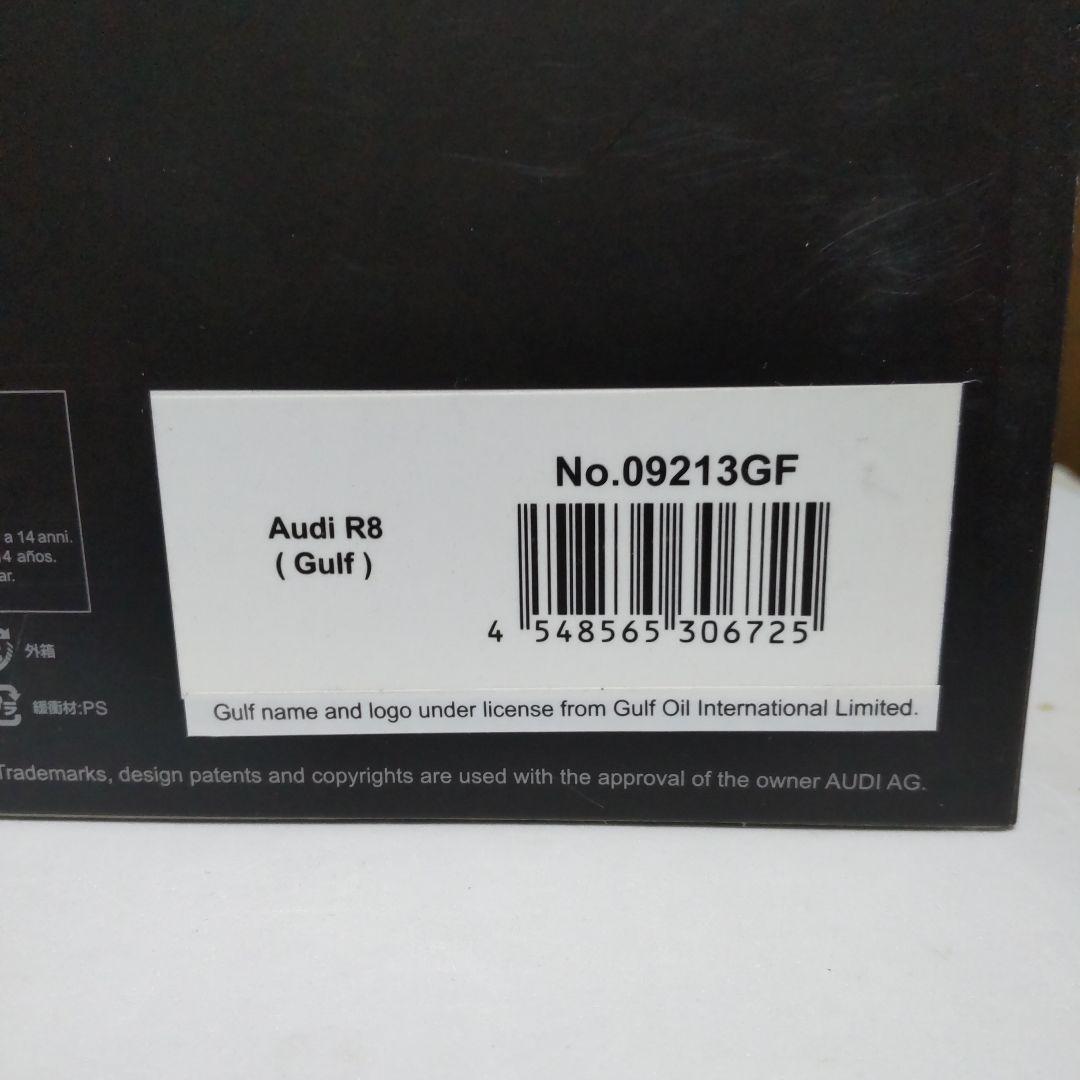 a 14 anni.
14 años.
ar.
外箱
緩衝材:PS
Audi R8
( Gulf )
No.09213GF
4 548565 306725
Gulf name and logo under license from Gulf Oil International Limited.
Trademarks, design patents and copyrights are used with the approval of the owner AUDI AG.